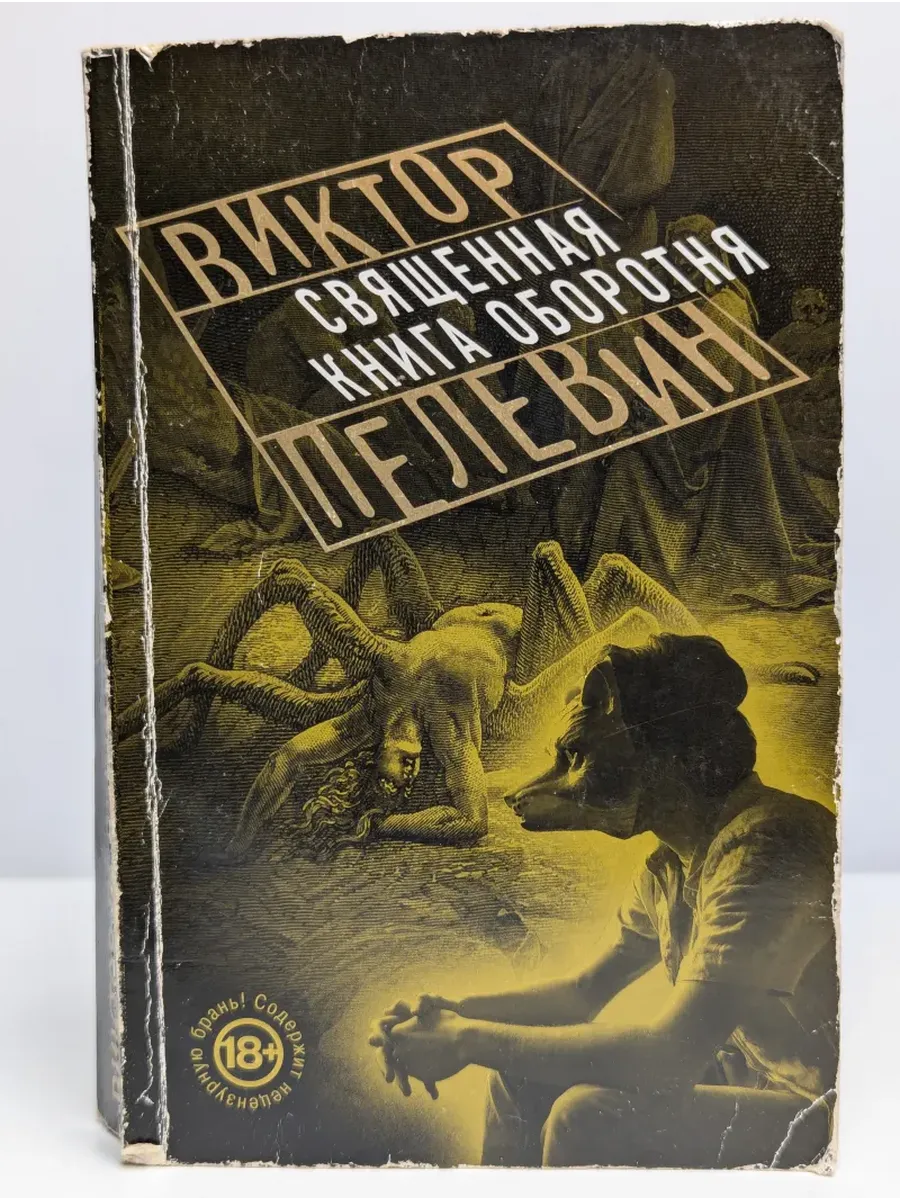 ВИКТОР
СВЯЩЕННАЯ
КНИГА ОБОРОТНЯ
ПЕЛЕВИН
Содержит нецензурную брань!
18+